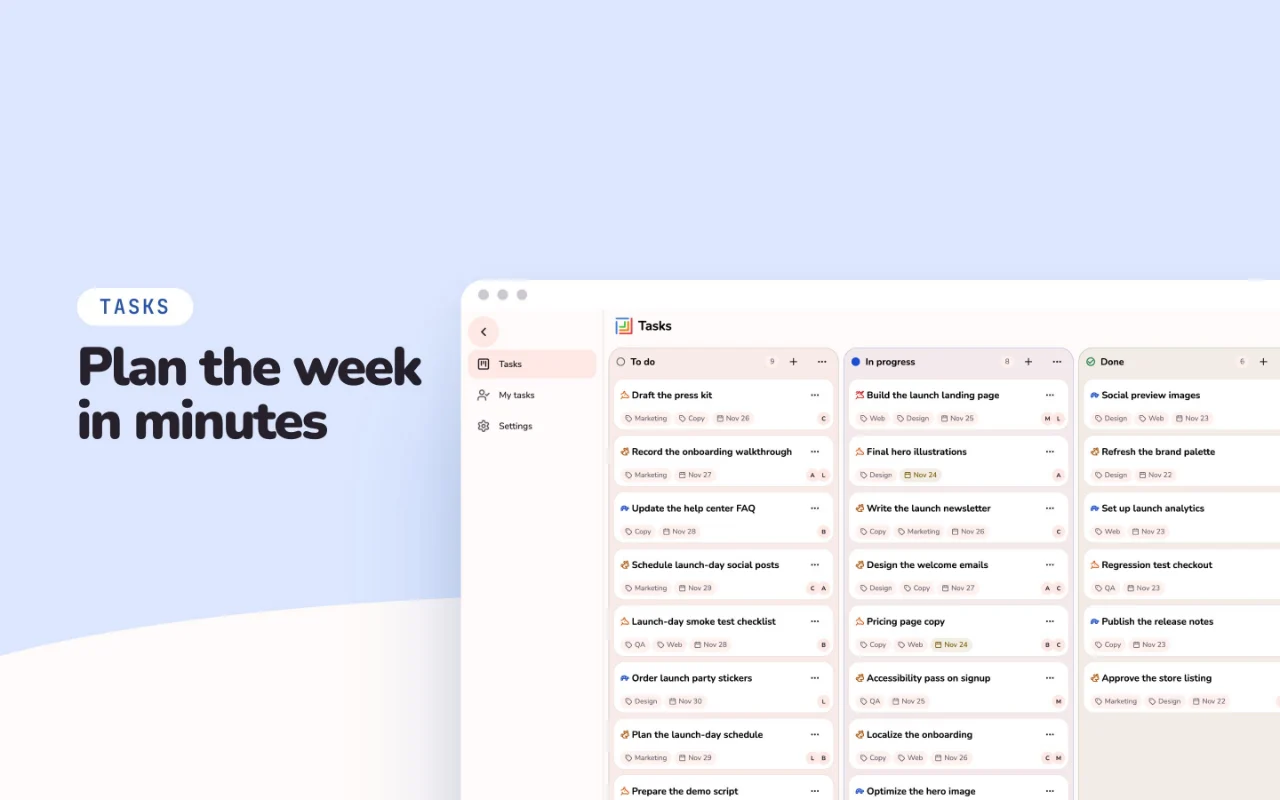 TASKS
Plan the week
in minutes
Tasks
My tasks
Settings
Tasks
To do 9
Draft the press kit
Marketing Copy Nov 26 C
Record the onboarding walkthrough
Marketing Nov 27 A L
Update the help center FAQ
Copy Nov 28 B
Schedule launch-day social posts
Marketing Nov 29 C A
Launch-day smoke test checklist
QA Web Nov 28 B
Order launch party stickers
Design Nov 30 L
Plan the launch-day schedule
Marketing Nov 29 L B
Prepare the demo script
In progress 8
Build the launch landing page
Web Design Nov 25 M L
Final hero illustrations
Design Nov 24 A
Write the launch newsletter
Copy Marketing Nov 26 C
Design the welcome emails
Design Copy Nov 27 A C
Pricing page copy
Copy Web Nov 24 B C
Accessibility pass on signup
QA Nov 25 M
Localize the onboarding
Copy Web Nov 26 C M
Optimize the hero image
Done 6
Social preview images
Design Web Nov 23
Refresh the brand palette
Design Nov 22
Set up launch analytics
Web Nov 23
Regression test checkout
QA Nov 23
Publish the release notes
Copy Nov 23
Approve the store listing
Marketing Design Nov 22